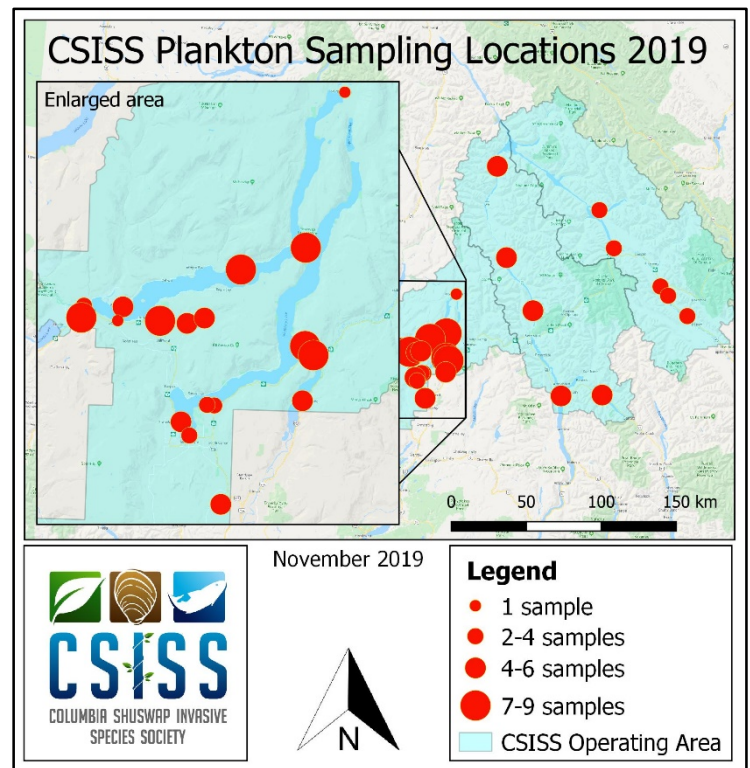 CSISS Plankton Sampling Locations 2019
Enlarged area
0 50 100 150 km
November 2019
CSISS
COLUMBIA SHUSWAP INVASIVE
SPECIES SOCIETY
N
Legend
1 sample
2-4 samples
4-6 samples
7-9 samples
CSISS Operating Area